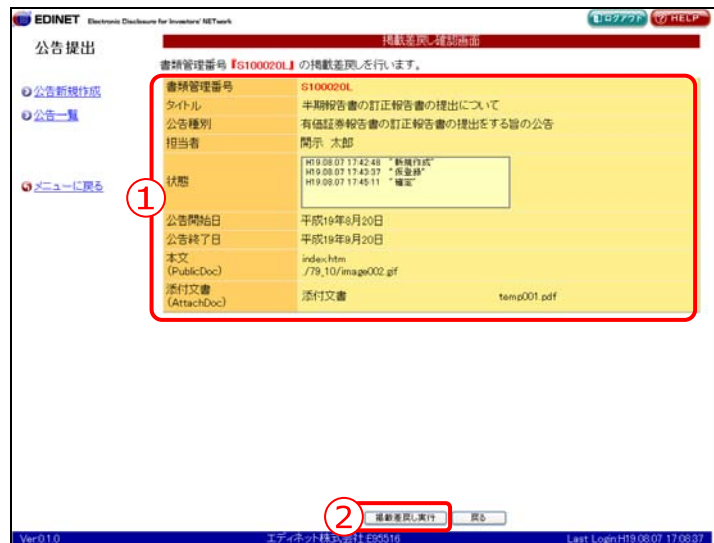 EDINET Electronic Disclosure for Investors' NETwork
ログアウト HELP
公告提出
掲載差戻し確認画面
書類管理番号『S100020L』の掲載差戻しを行います。
公告新規作成
公告一覧
メニューに戻る
①
書類管理番号 S100020L
タイトル 半期報告書の訂正報告書の提出について
公告種別 有価証券報告書の訂正報告書の提出をする旨の公告
担当者 開示 太郎
状態
H19.08.07 17:42:48 "新規作成"
H19.08.07 17:43:37 "仮登録"
H19.08.07 17:45:11 "確定"
公告開始日 平成19年8月20日
公告終了日 平成19年9月20日
本文
(PublicDoc)
index.htm
./79_10/image002.gif
添付文書
(AttachDoc)
添付文書 temp001.pdf
②
掲載差戻し実行 戻る
Ver0.1.0 エディネット株式会社:E95516 Last Login:H19.08.07 17:08:37